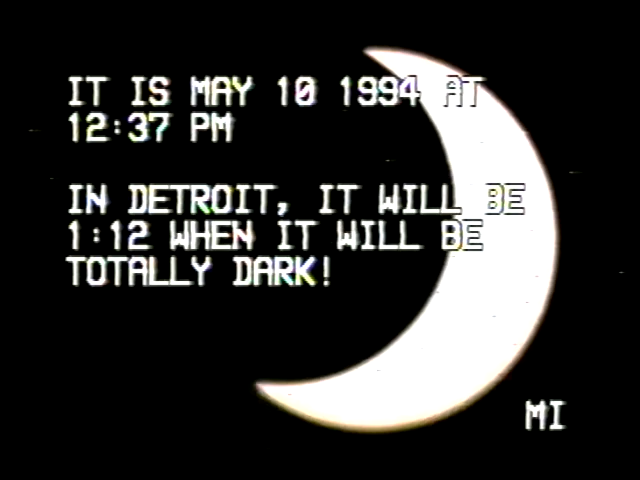 IT IS MAY 10 1994 AT
12:37 PM
IN DETROIT, IT WILL BE
1:12 WHEN IT WILL BE
TOTALLY DARK!
MI